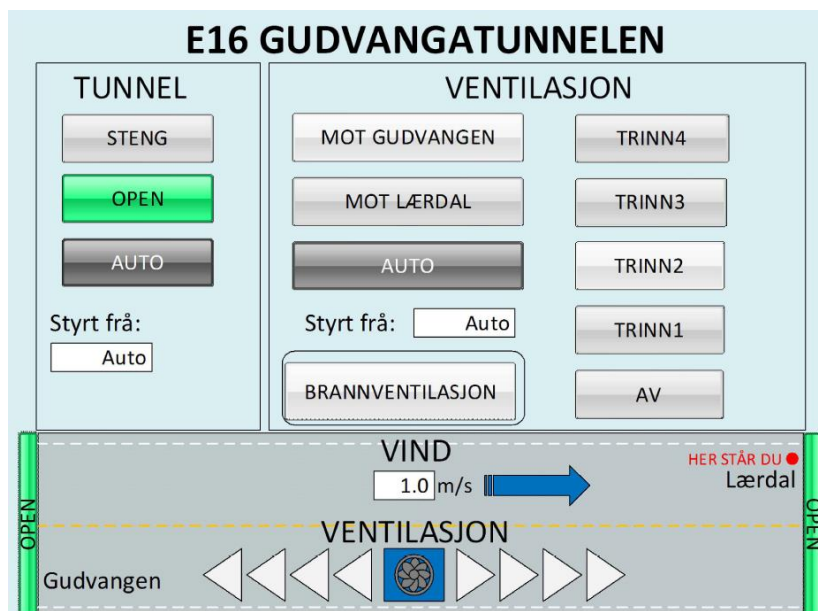 E16 GUDVANGATUNNELEN
TUNNEL
STENG
OPEN
AUTO
Styrt frå:
Auto
VENTILASJON
MOT GUDVANGEN
MOT LÆRDAL
AUTO
Styrt frå: Auto
BRANNVENTILASJON
TRINN4
TRINN3
TRINN2
TRINN1
AV
OPEN
VIND
1.0 m/s
HER STÅR DU
Lærdal
VENTILASJON
Gudvangen
OPEN